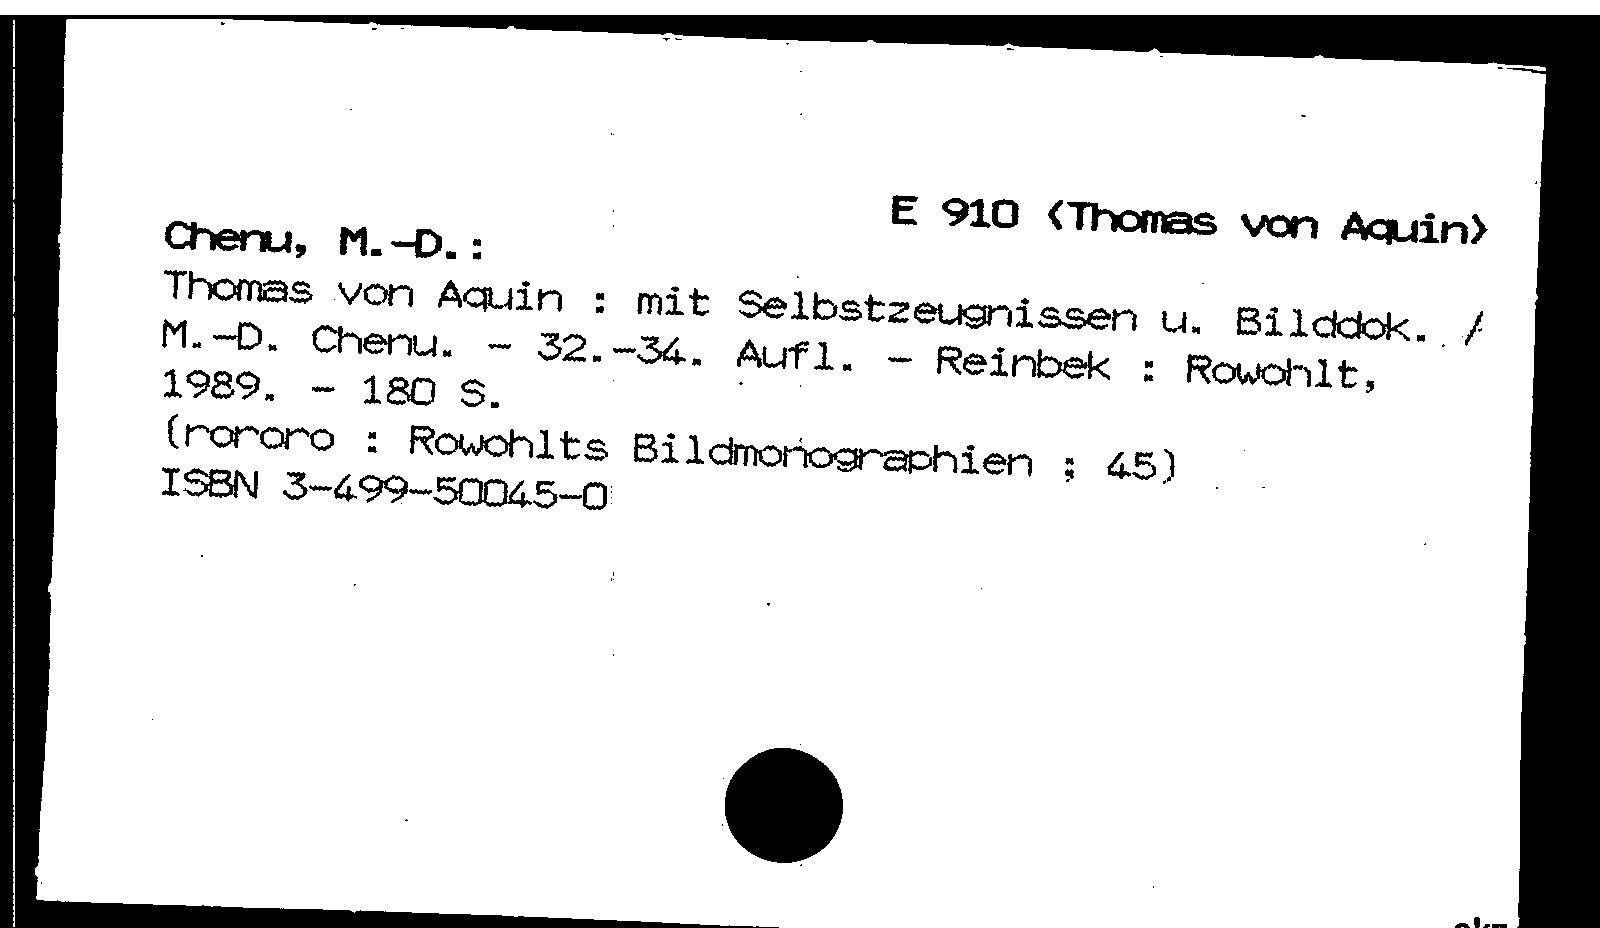 E 910 <Thomas von Aquin>
Chenu, M.-D.:
Thomas von Aquin : mit Selbstzeugnissen u. Bilddok. /
M.-D. Chenu. - 32.-34. Aufl. - Reinbek : Rowohlt,
1989. - 180 S.
(rororo : Rowohlts Bildmonographien ; 45)
ISBN 3-499-50045-0